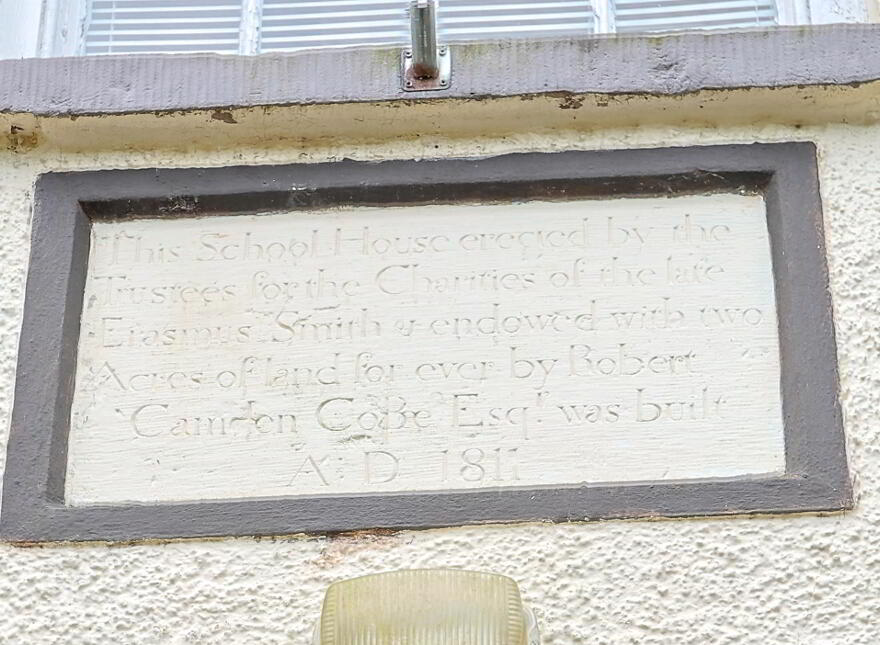 This School House erected by the
Trustees for the Charities of the late
Erasmus Smith & endowed with two
Acres of land for ever by Robert
Camden CoBe Esqr. was built
A: D 1811